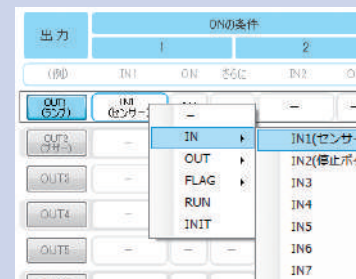 出力 ONの条件
1 2
(例) IN1 ON さらに IN2
OUT1 (ランプ) IN1 (センサー) – –
OUT2 (ブザー) –
OUT3 –
OUT4 –
OUT5 – – – –
–
IN
OUT
FLAG
RUN
INIT
IN1(センサー
IN2(停止ボ
IN3
IN4
IN5
IN6
IN7